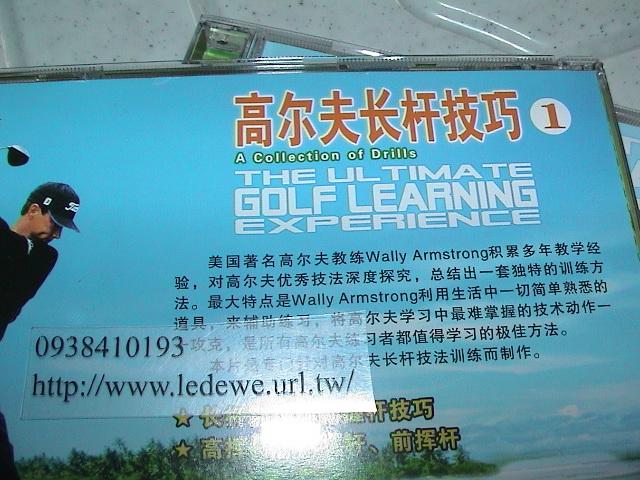 高尔夫长杆技巧 1
A Collection of Drills
THE ULTIMATE
GOLF LEARNING
EXPERIENCE
美国著名高尔夫教练Wally Armstrong积累多年教学经
验，对高尔夫优秀技法深度探究，总结出一套独特的训练方
法。最大特点是Wally Armstrong利用生活中一切简单熟悉的
道具，来辅助练习，将高尔夫学习中最难掌握的技术动作一
攻克，是所有高尔夫练习者都值得学习的极佳方法。
本片 高尔夫长杆技法训练而制作。
0938410193
http://www.ledewe.url.tw/
★ 长 杆技巧
★ 高挥 杆、前挥杆